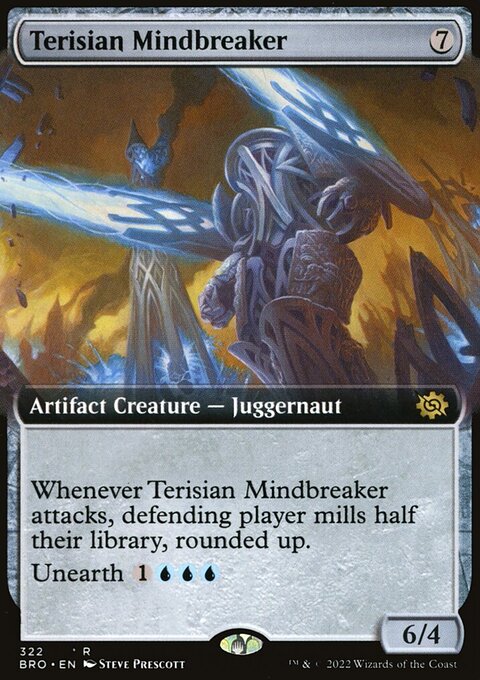 Terisian Mindbreaker 7
Artifact Creature — Juggernaut
Whenever Terisian Mindbreaker
attacks, defending player mills half
their library, rounded up.
Unearth 1
6/4
322 R
BRO • EN Steve Prescott
™ & © 2022 Wizards of the Coast